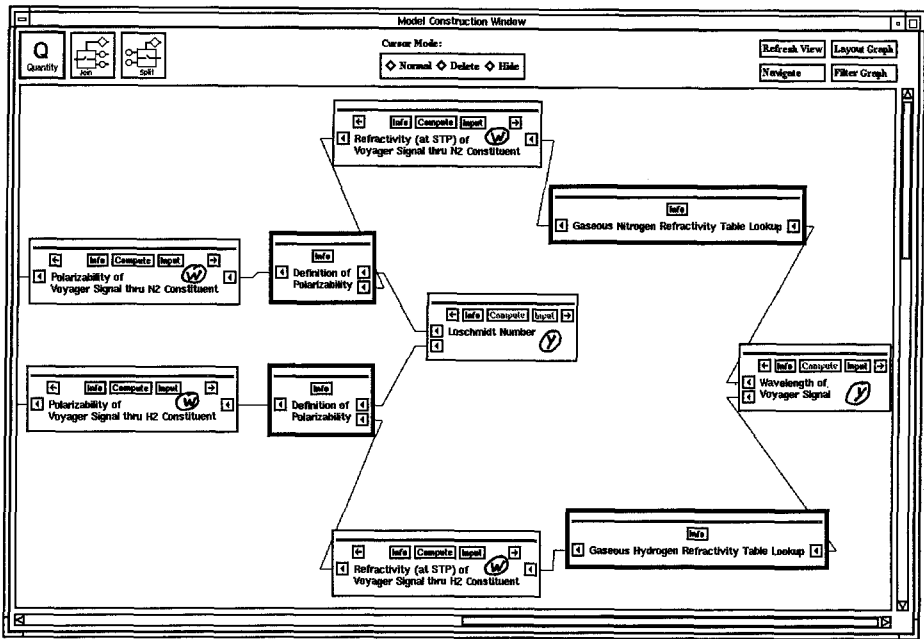 Model Construction Window
Q
Quantity
Join
Split
Cursor Mode:
Normal Delete Hide
Refresh View Layout Graph
Navigate Filter Graph
Info Compute Input
Refractivity (at STP) of
Voyager Signal thru N2 Constituent
W
Info
Gaseous Nitrogen Refractivity Table Lookup
Info Compute Input
Polarizability of
Voyager Signal thru N2 Constituent
W
Info
Definition of
Polarizability
Info Compute Input
Loschmidt Number
Y
Info Compute Input
Wavelength of
Voyager Signal
Y
Info Compute Input
Polarizability of
Voyager Signal thru H2 Constituent
W
Info
Definition of
Polarizability
Info
Gaseous Hydrogen Refractivity Table Lookup
Info Compute Input
Refractivity (at STP) of
Voyager Signal thru H2 Constituent
W